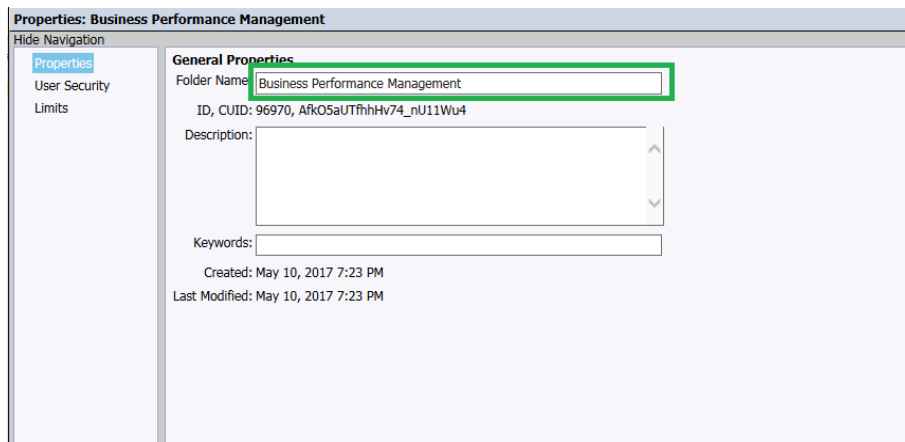 Properties: Business Performance Management
Hide Navigation
Properties
User Security
Limits
General Properties
Folder Name: Business Performance Management
ID, CUID: 96970, AfkO5aUTfhhHv74_nU11Wu4
Description:
Keywords:
Created: May 10, 2017 7:23 PM
Last Modified: May 10, 2017 7:23 PM